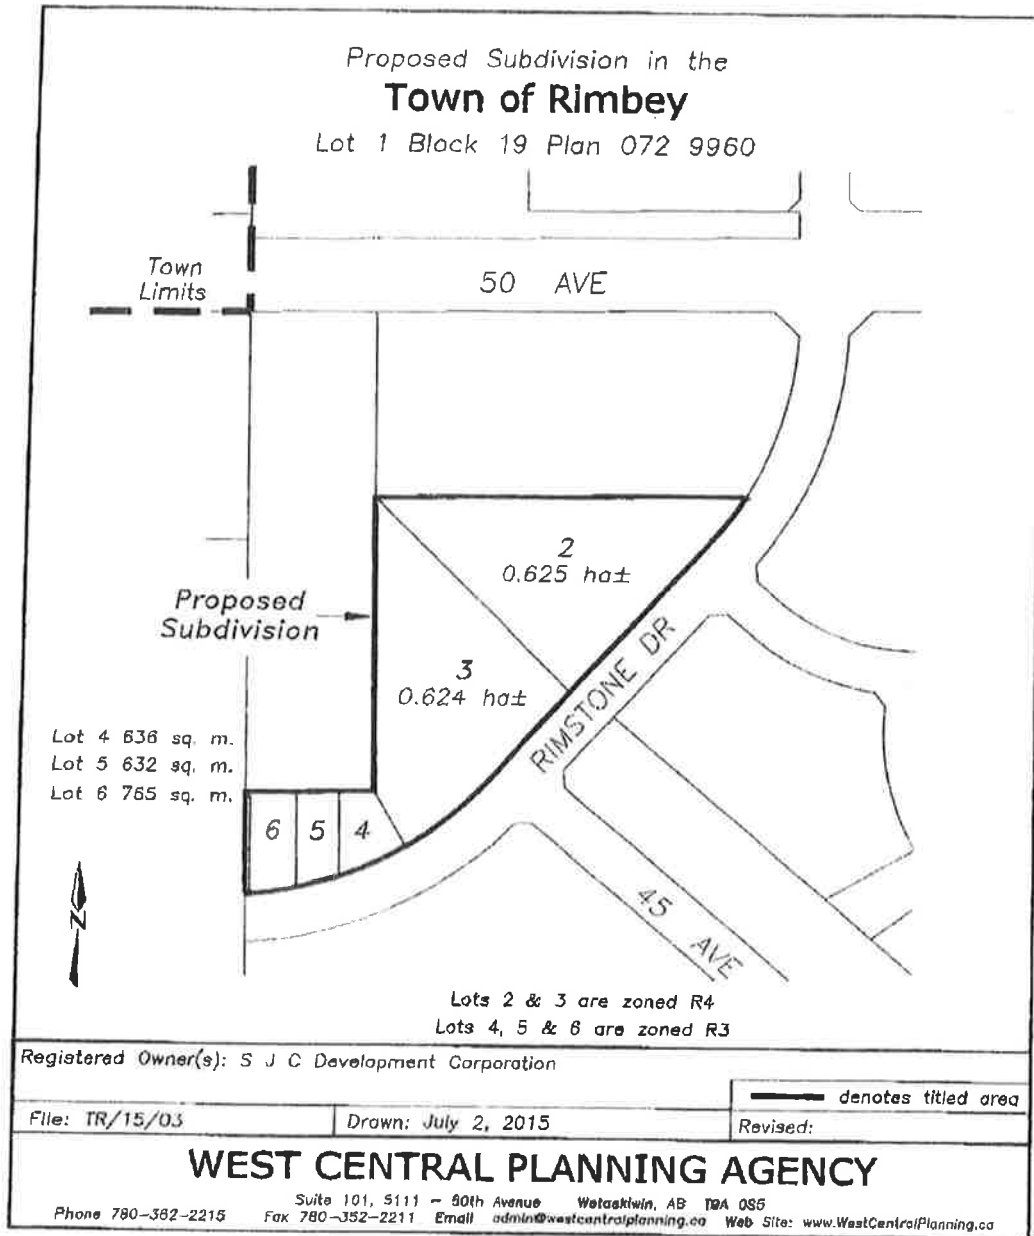 Proposed Subdivision in the
Town of Rimbey
Lot 1 Block 19 Plan 072 9960
Town
Limits
50 AVE
2
0.625 ha±
Proposed
Subdivision
3
0.624 ha±
RIMSTONE DR
Lot 4 636 sq. m.
Lot 5 632 sq. m.
Lot 6 765 sq. m.
6 5 4
N
45 AVE
Lots 2 & 3 are zoned R4
Lots 4, 5 & 6 are zoned R3
Registered Owner(s): S J C Development Corporation
denotes titled area
File: TR/15/03 Drawn: July 2, 2015 Revised:
WEST CENTRAL PLANNING AGENCY
Suite 101, 5111 - 50th Avenue Wetaskiwin, AB T9A 0S5
Phone 780-352-2215 Fax 780-352-2211 Email admin@westcentralplanning.ca Web Site: www.WestCentralPlanning.ca